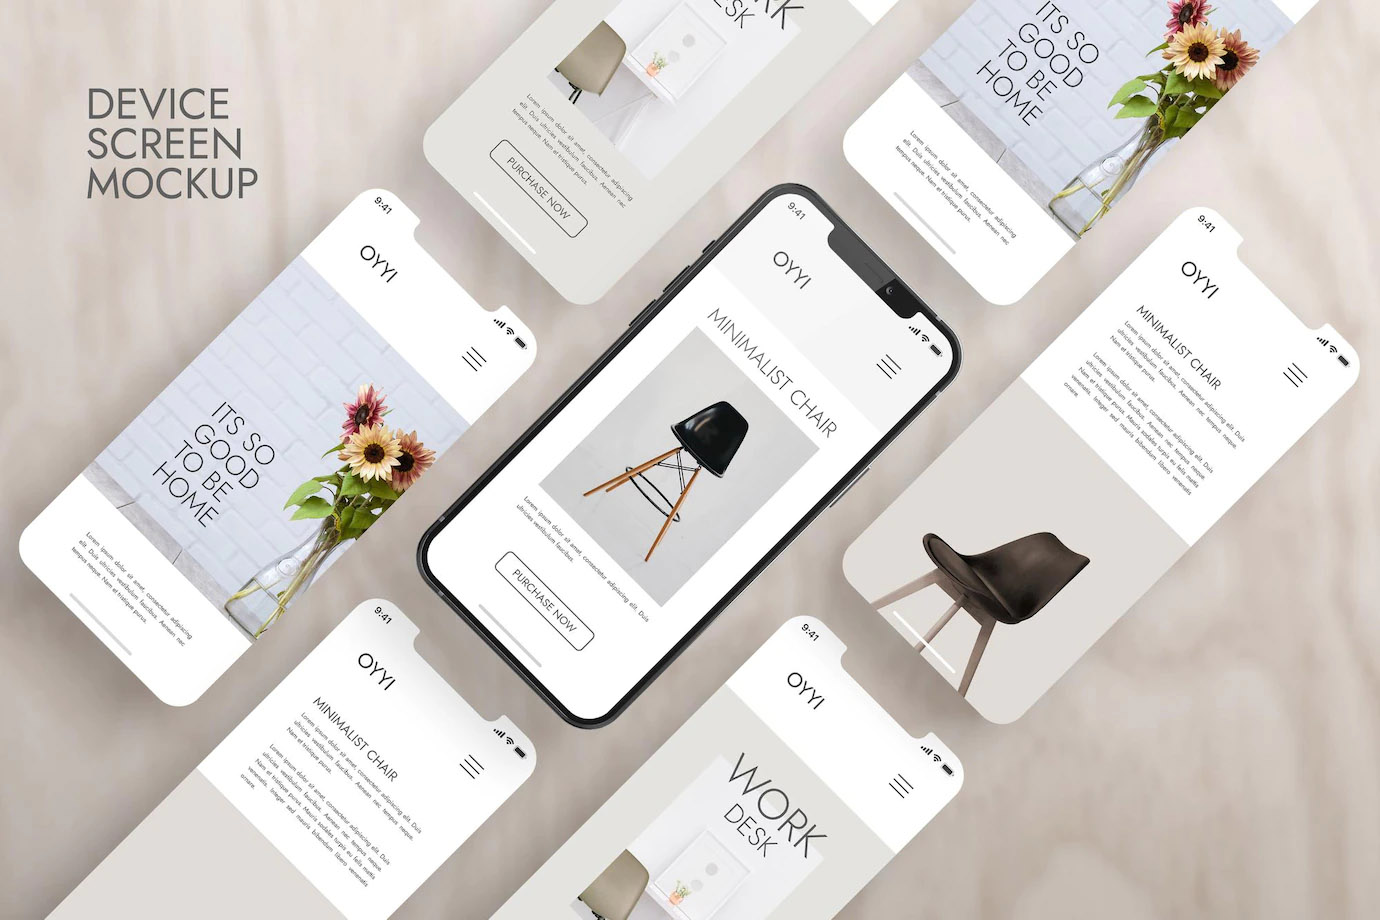 DEVICE
SCREEN
MOCKUP
DESK
Lorem ipsum dolor sit amet, consectetur adipiscing
elit. Duis ultricies vestibulum faucibus. Aenean nec
tempus neque. Nam et tristique purus.
PURCHASE NOW
ITS SO
GOOD
TO BE
HOME
Lorem ipsum dolor sit amet, consectetur adipiscing
elit. Duis ultricies vestibulum faucibus. Aenean nec
tempus neque. Nam et tristique purus.
9:41
OYYI
ITS SO
GOOD
TO BE
HOME
Lorem ipsum dolor sit amet, consectetur adipiscing
elit. Duis ultricies vestibulum faucibus. Aenean nec
tempus neque. Nam et tristique purus.
9:41
OYYI
MINIMALIST CHAIR
Lorem ipsum dolor sit amet, consectetur adipiscing elit. Duis
ultricies vestibulum faucibus.
PURCHASE NOW
9:41
OYYI
MINIMALIST CHAIR
Lorem ipsum dolor sit amet, consectetur adipiscing elit. Duis
ultricies vestibulum faucibus. Aenean nec tempus neque.
Nam et tristique purus.
Lorem ipsum dolor sit amet, consectetur adipiscing elit. Duis
ultricies vestibulum faucibus. Aenean nec tempus neque.
Nam et tristique purus. Mauris sodales turpis eu felis mattis
venenatis. Integer sed mauris bibendum libero venenatis
ornare.
9:41
OYYI
MINIMALIST CHAIR
Lorem ipsum dolor sit amet, consectetur adipiscing elit. Duis
ultricies vestibulum faucibus. Aenean nec tempus neque.
Nam et tristique purus.
Lorem ipsum dolor sit amet, consectetur adipiscing elit. Duis
ultricies vestibulum faucibus. Aenean nec tempus neque.
Nam et tristique purus. Mauris sodales turpis eu felis mattis
venenatis. Integer sed mauris bibendum libero venenatis
ornare.
9:41
OYYI
WORK
DESK